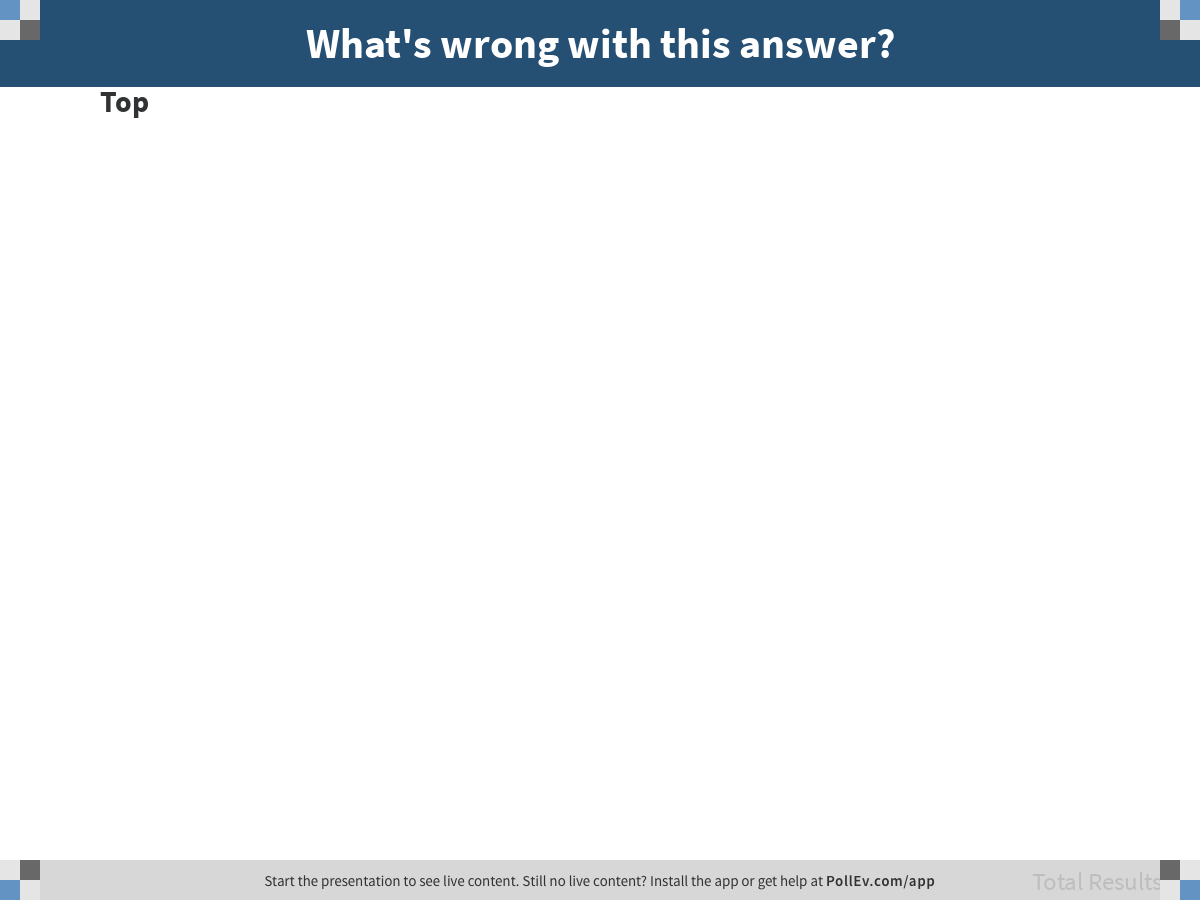 What's wrong with this answer?
Top
Start the presentation to see live content. Still no live content? Install the app or get help at PollEv.com/app
Total Results